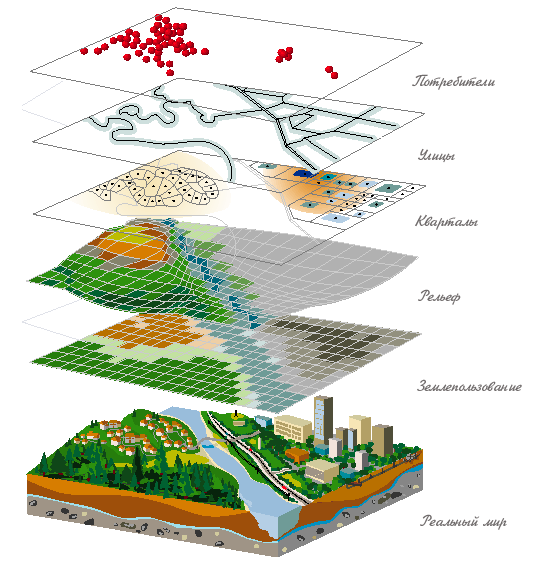 Потребители
Улицы
Кварталы
Рельеф
Землепользование
Реальный мир